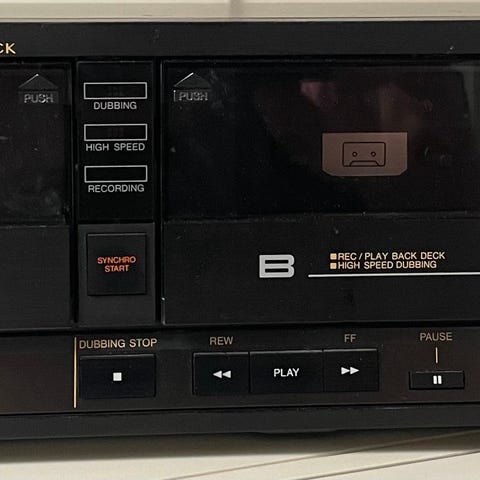 CK
PUSH
DUBBING
HIGH SPEED
RECORDING
PUSH
SYNCHRO
START
B
REC / PLAY BACK DECK
HIGH SPEED DUBBING
DUBBING STOP
REW
PLAY
FF
PAUSE